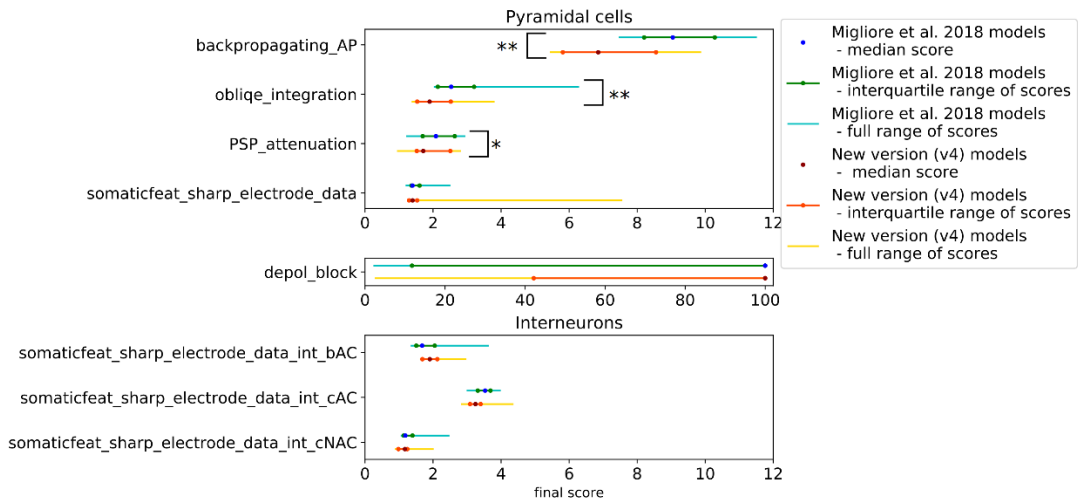 Pyramidal cells
backpropagating_AP
**
obliqe_integration
**
PSP_attenuation
*
somaticfeat_sharp_electrode_data
0 2 4 6 8 10 12
depol_block
0 20 40 60 80 100
Interneurons
somaticfeat_sharp_electrode_data_int_bAC
somaticfeat_sharp_electrode_data_int_cAC
somaticfeat_sharp_electrode_data_int_cNAC
0 2 4 6 8 10 12
final score
Migliore et al. 2018 models
- median score
Migliore et al. 2018 models
- interquartile range of scores
Migliore et al. 2018 models
- full range of scores
New version (v4) models
- median score
New version (v4) models
- interquartile range of scores
New version (v4) models
- full range of scores